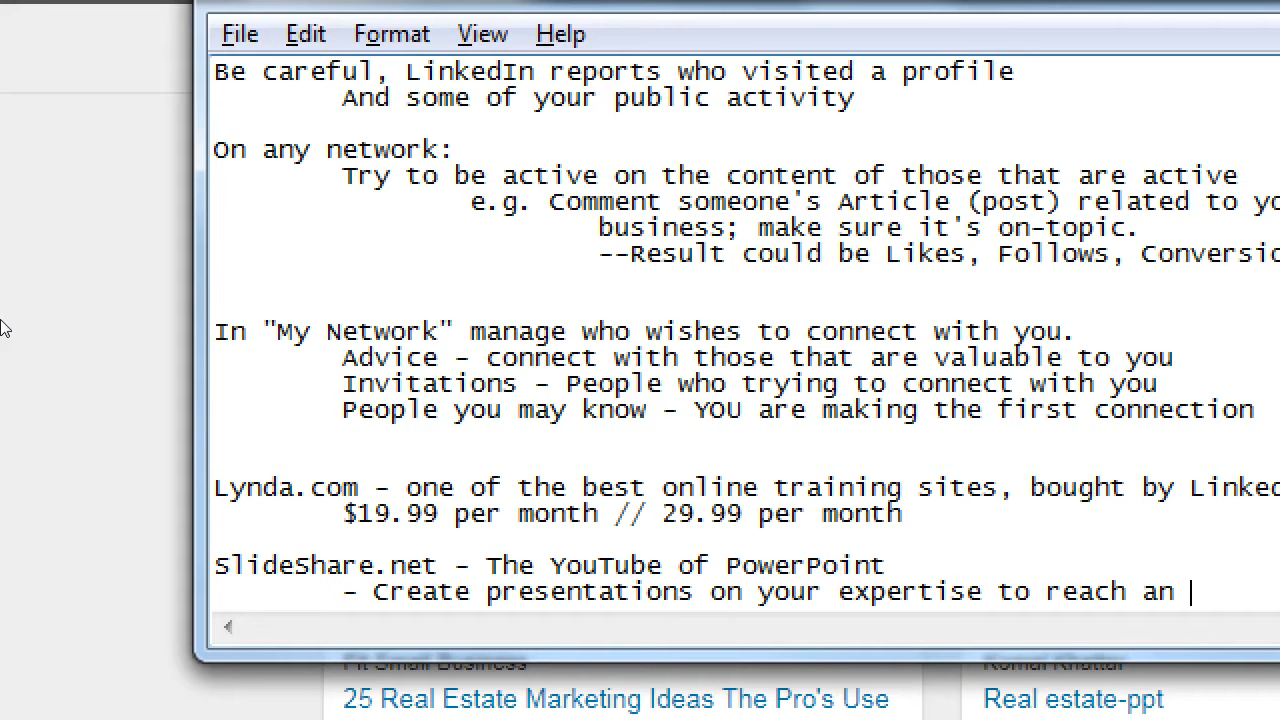 File Edit Format View Help
Be careful, LinkedIn reports who visited a profile
And some of your public activity
On any network:
Try to be active on the content of those that are active
e.g. Comment someone's Article (post) related to yo
business; make sure it's on-topic.
--Result could be Likes, Follows, Conversio
In "My Network" manage who wishes to connect with you.
Advice - connect with those that are valuable to you
Invitations - People who trying to connect with you
People you may know - YOU are making the first connection
Lynda.com - one of the best online training sites, bought by Linked
$19.99 per month // 29.99 per month
SlideShare.net - The YouTube of PowerPoint
- Create presentations on your expertise to reach an
Fit Small Business
Komal Khattar
25 Real Estate Marketing Ideas The Pro's Use
Real estate-ppt